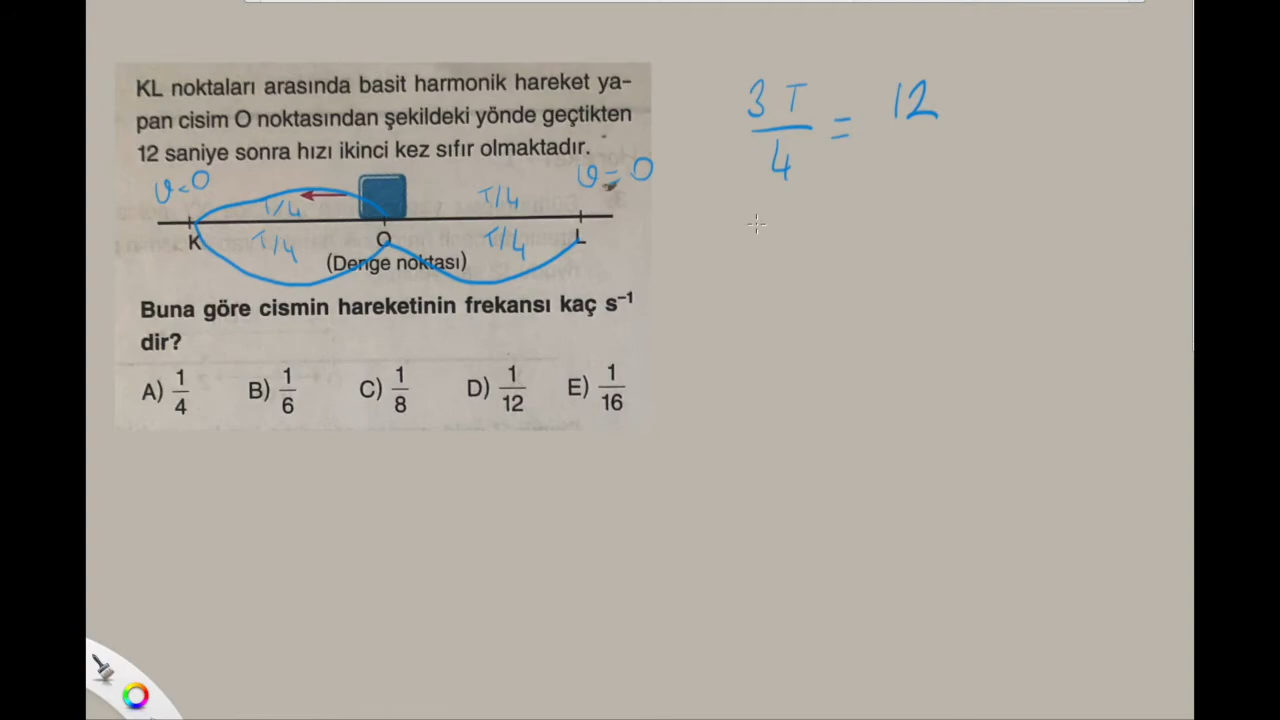 KL noktaları arasında basit harmonik hareket ya-
pan cisim O noktasından şekildeki yönde geçtikten
12 saniye sonra hızı ikinci kez sıfır olmaktadır.
ϑ=0
ϑ=0
T/4
T/4
K
T/4
O
T/4
L
(Denge noktası)
Buna göre cismin hareketinin frekansı kaç s⁻¹
dir?
A) 1/4 B) 1/6 C) 1/8 D) 1/12 E) 1/16
3T/4 = 12